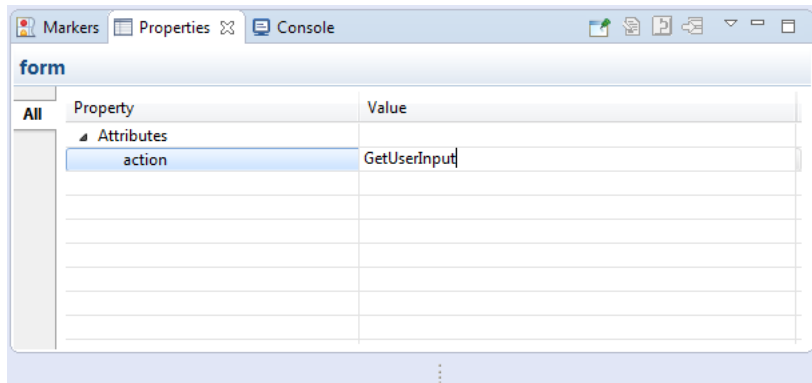 Markers Properties Console
form
All Property Value
Attributes
action GetUserInput